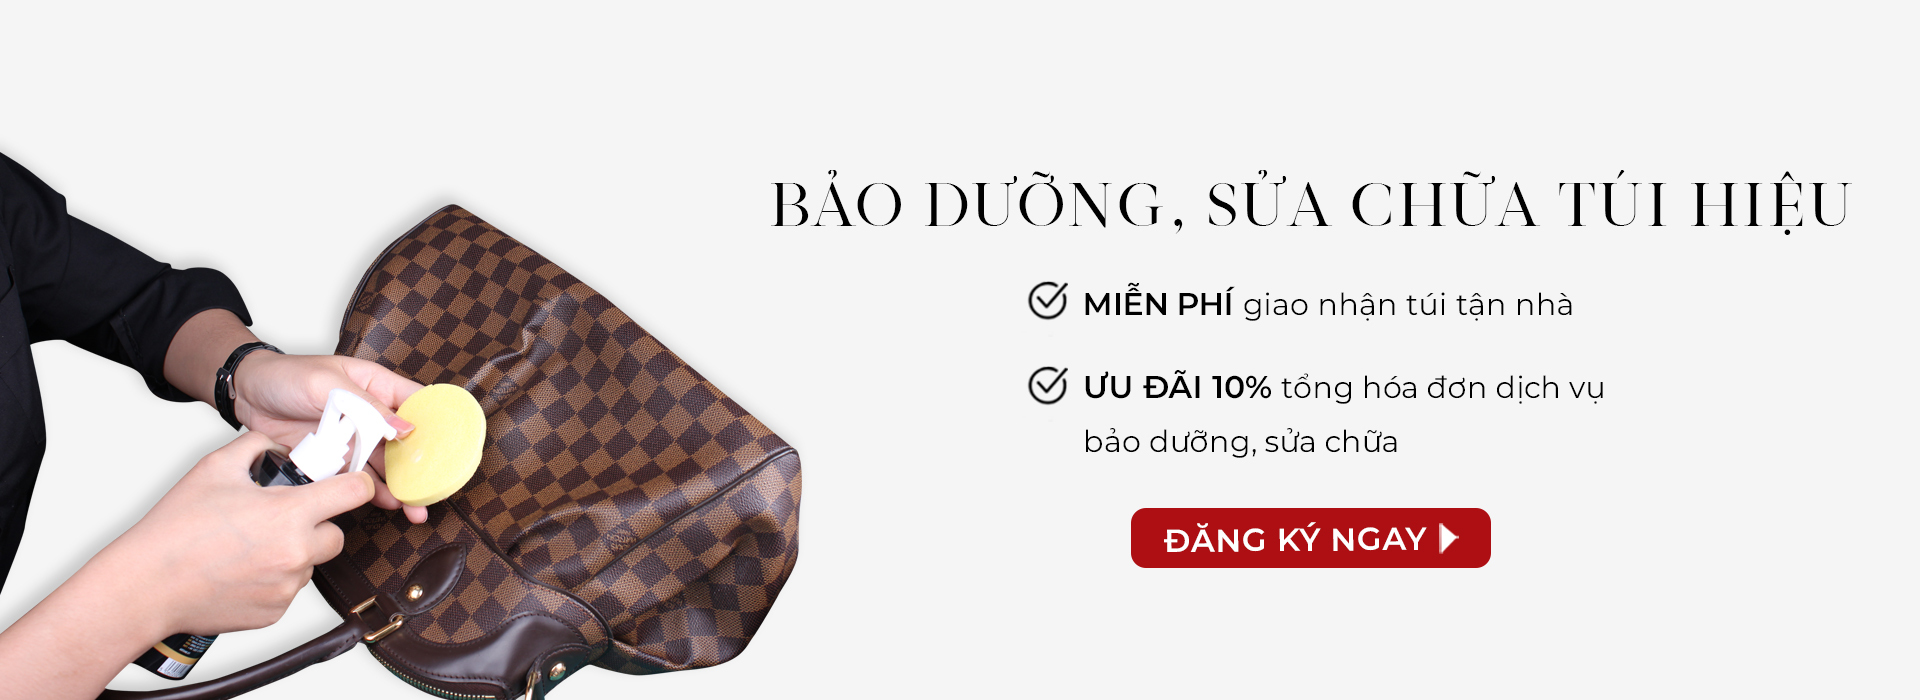 BẢO DƯỠNG, SỬA CHỮA TÚI HIỆU
MIỄN PHÍ giao nhận túi tận nhà
ƯU ĐÃI 10% tổng hóa đơn dịch vụ
bảo dưỡng, sửa chữa
ĐĂNG KÝ NGAY